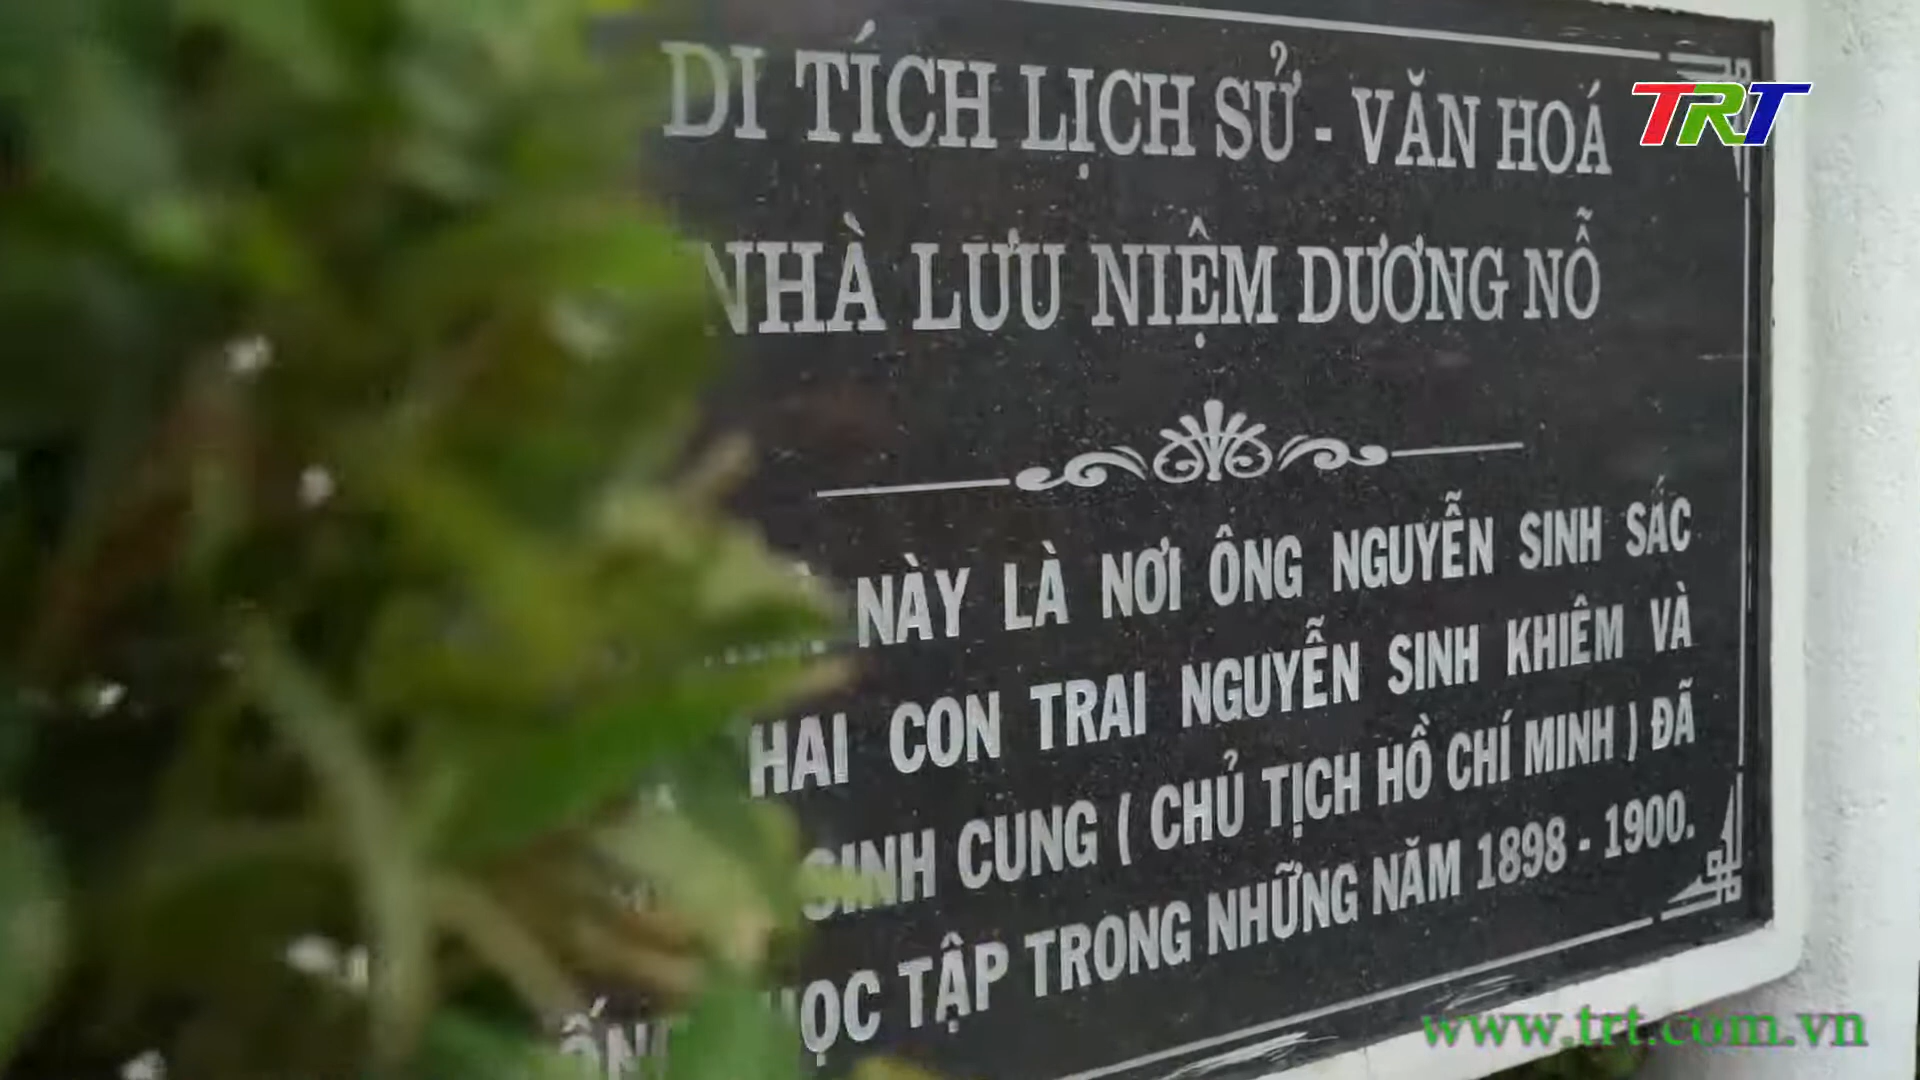 DI TÍCH LỊCH SỬ - VĂN HOÁ
TRT
NHÀ LƯU NIỆM DƯƠNG NỖ
NÀY LÀ NƠI ÔNG NGUYỄN SINH SẮC
HAI CON TRAI NGUYỄN SINH KHIÊM VÀ
SINH CUNG ( CHỦ TỊCH HỒ CHÍ MINH ) ĐÃ
HỌC TẬP TRONG NHỮNG NĂM 1898 - 1900.
www.trt.com.vn